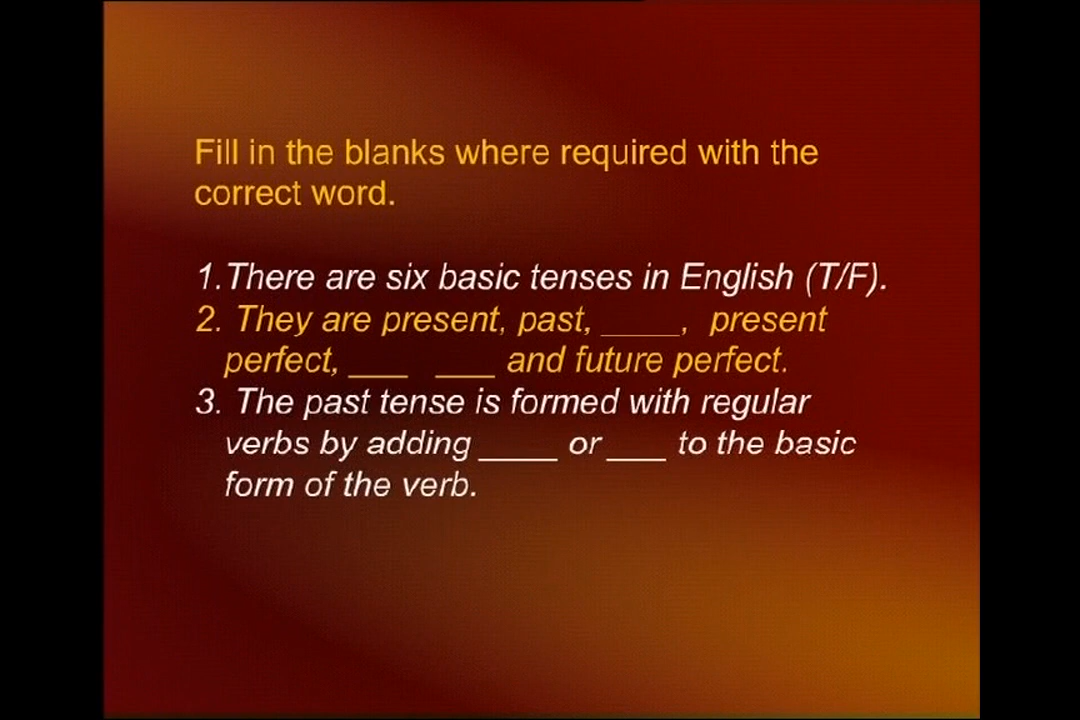 Fill in the blanks where required with the
correct word.
1.There are six basic tenses in English (T/F).
2. They are present, past, ____, present
perfect, ___ ___ and future perfect.
3. The past tense is formed with regular
verbs by adding ____ or ___ to the basic
form of the verb.